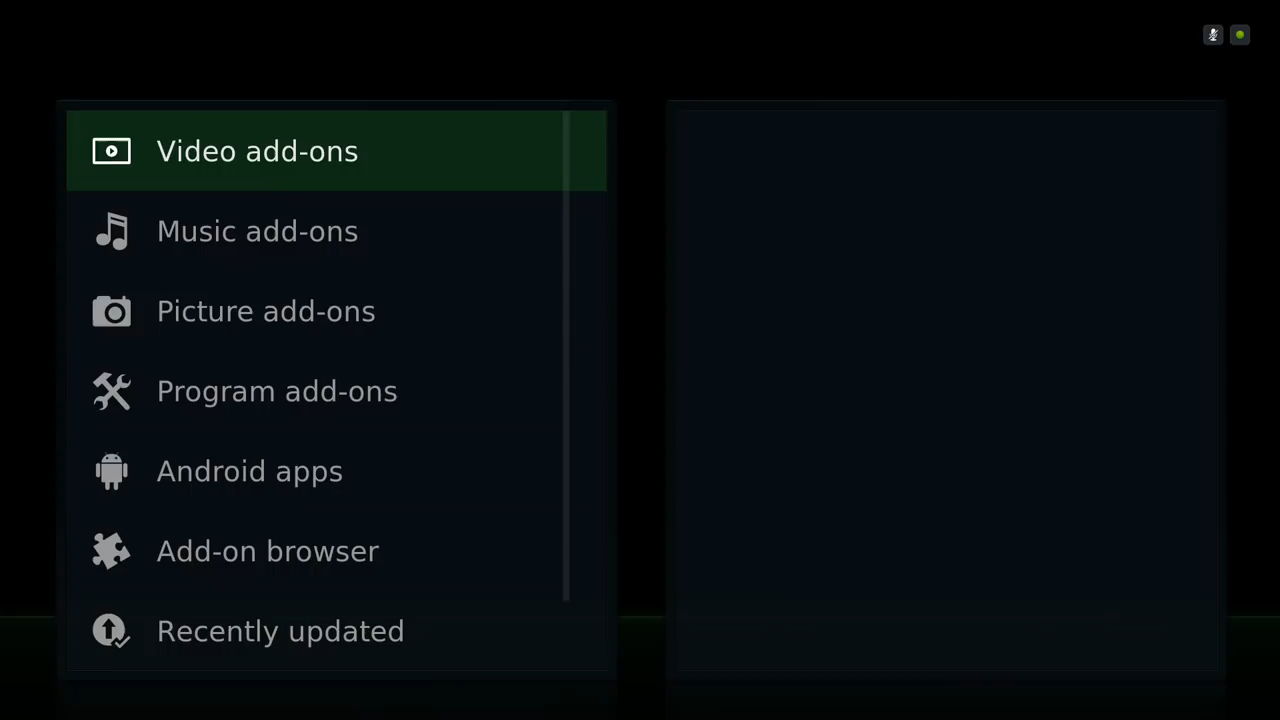 Video add-ons
Music add-ons
Picture add-ons
Program add-ons
Android apps
Add-on browser
Recently updated